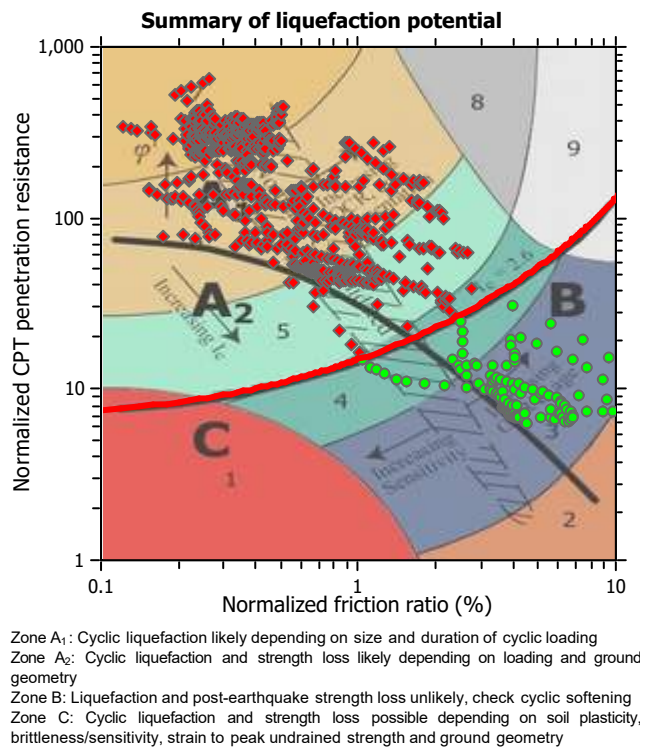 Summary of liquefaction potential
1,000
100
10
1
Normalized CPT penetration resistance
8
9
φ'
A
Ic = 2.6
B
A2
Increasing Ic
5
4
C
1
Increasing
Sensitivity
3
2
0.1
1
10
Normalized friction ratio (%)
Zone A1: Cyclic liquefaction likely depending on size and duration of cyclic loading
Zone A2: Cyclic liquefaction and strength loss likely depending on loading and ground
geometry
Zone B: Liquefaction and post-earthquake strength loss unlikely, check cyclic softening
Zone C: Cyclic liquefaction and strength loss possible depending on soil plasticity,
brittleness/sensitivity, strain to peak undrained strength and ground geometry